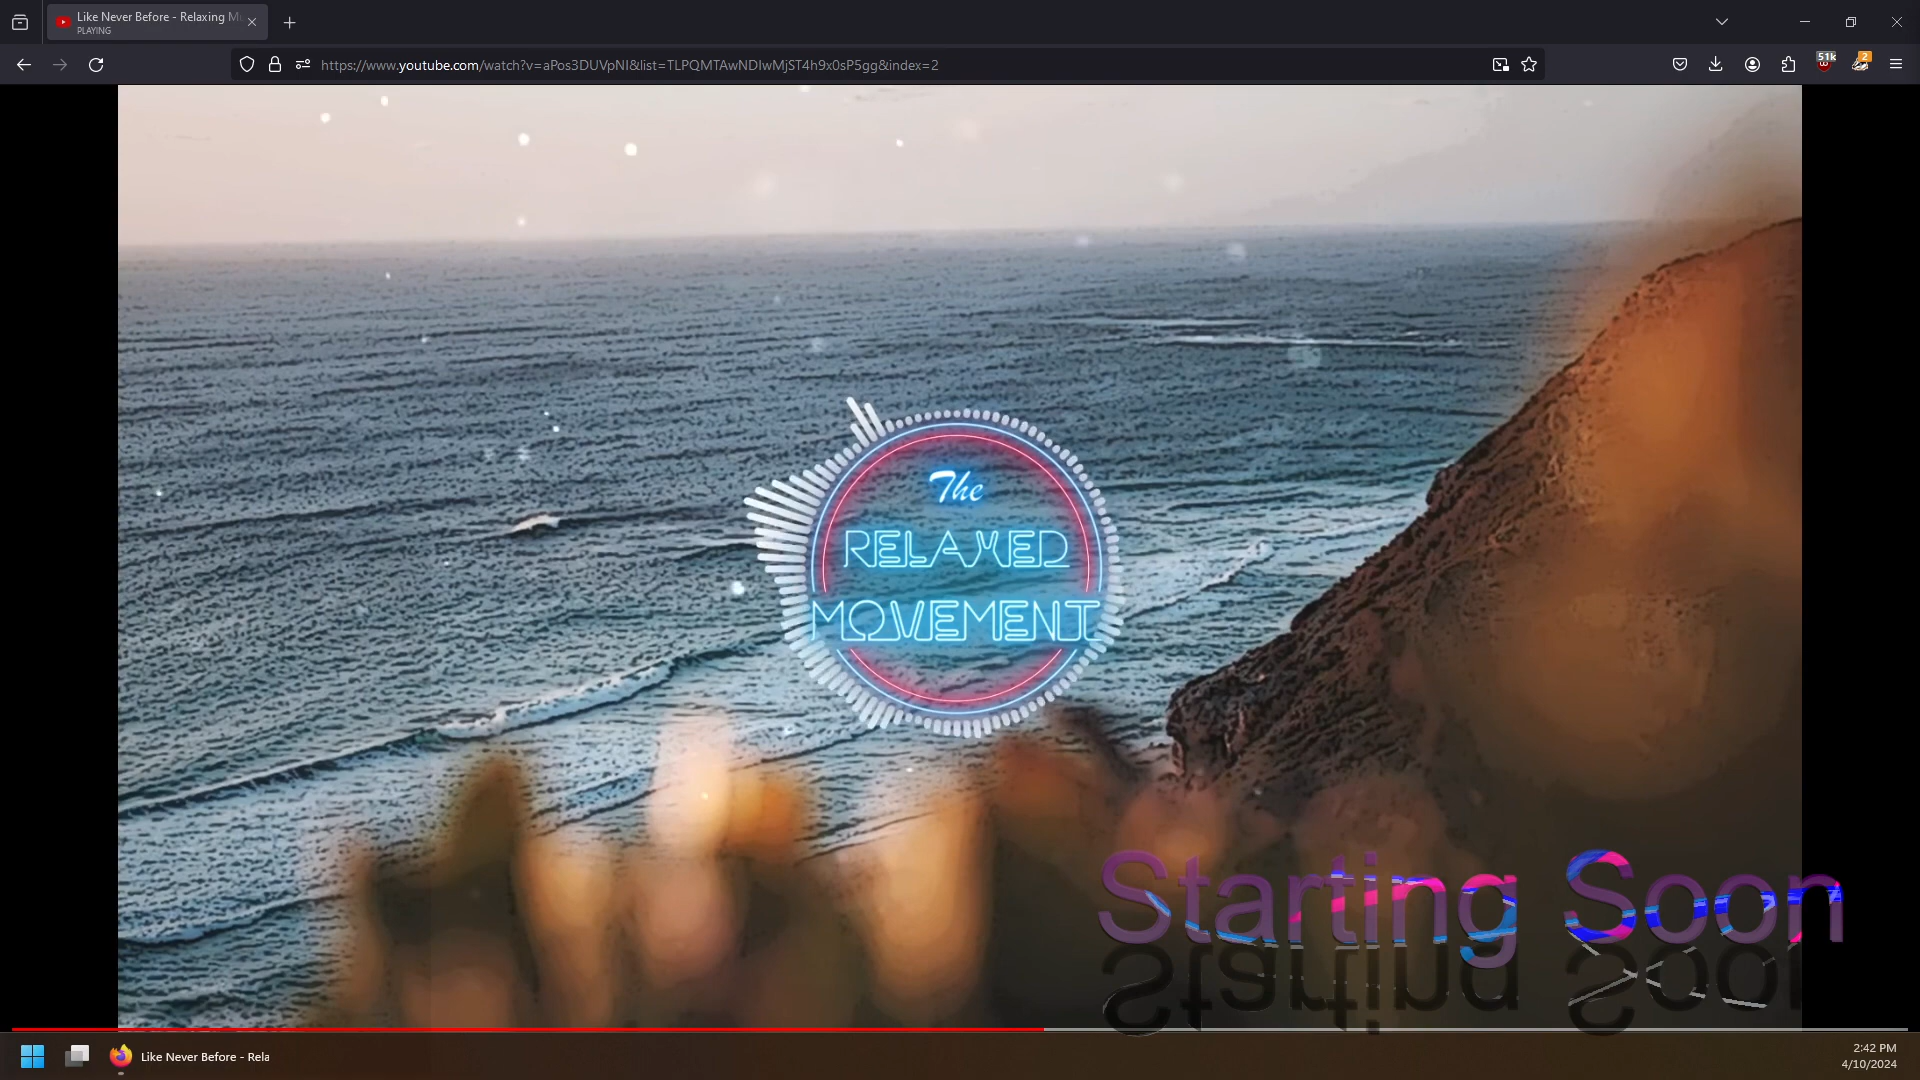 Like Never Before - Relaxing M
PLAYING
https://www.youtube.com/watch?v=aPos3DUVpNI&list=TLPQMTAwNDIwMjST4h9x0sP5gg&index=2
51k
2
The
RELAXED
MOVEMENT
Starting Soon
Like Never Before - Rela
2:42 PM
4/10/2024